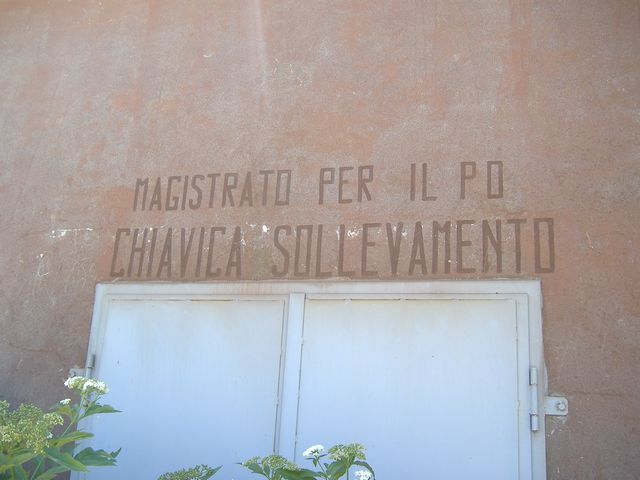 MAGISTRATO PER IL PO
CHIAVICA SOLLEVAMENTO